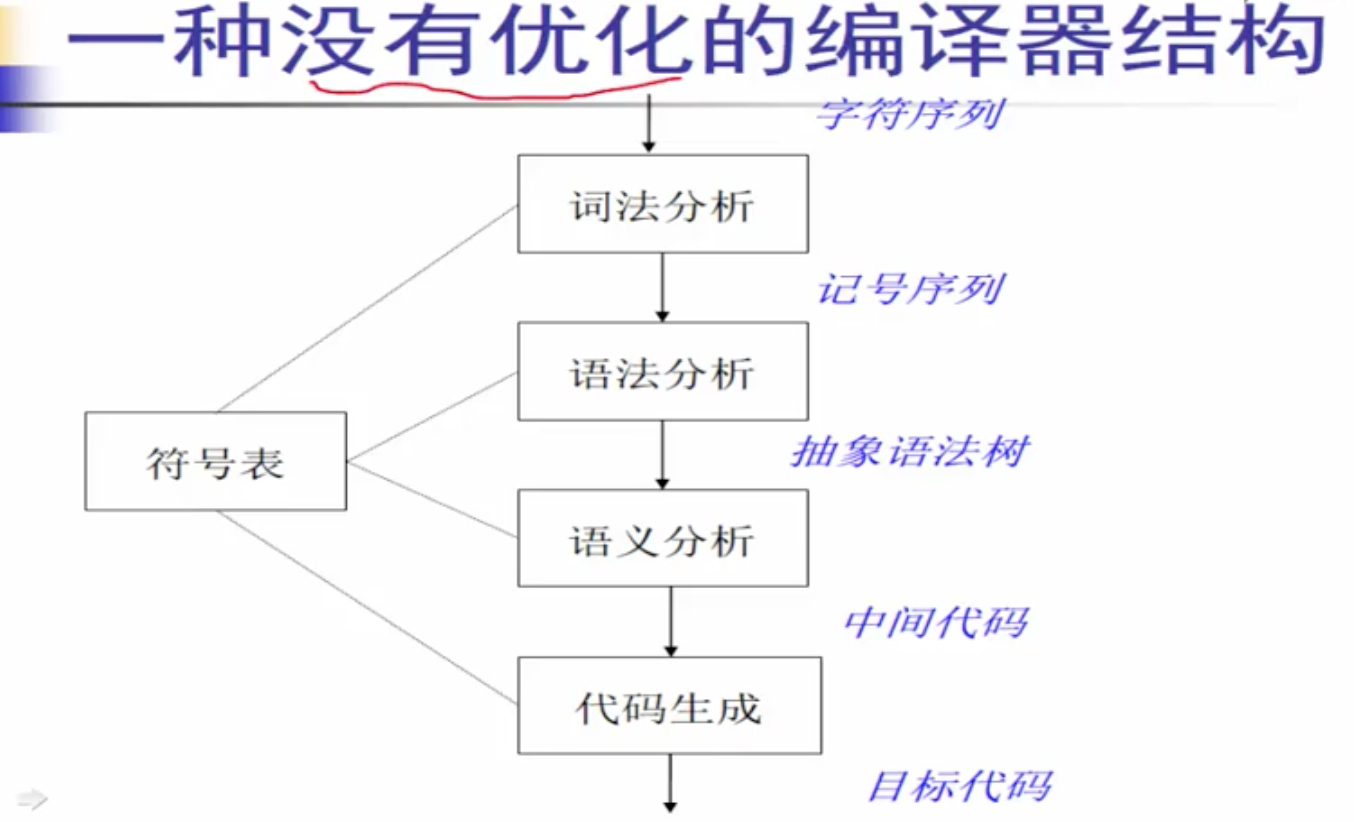 一种没有优化的编译器结构
字符序列
词法分析
记号序列
语法分析
抽象语法树
符号表
语义分析
中间代码
代码生成
目标代码